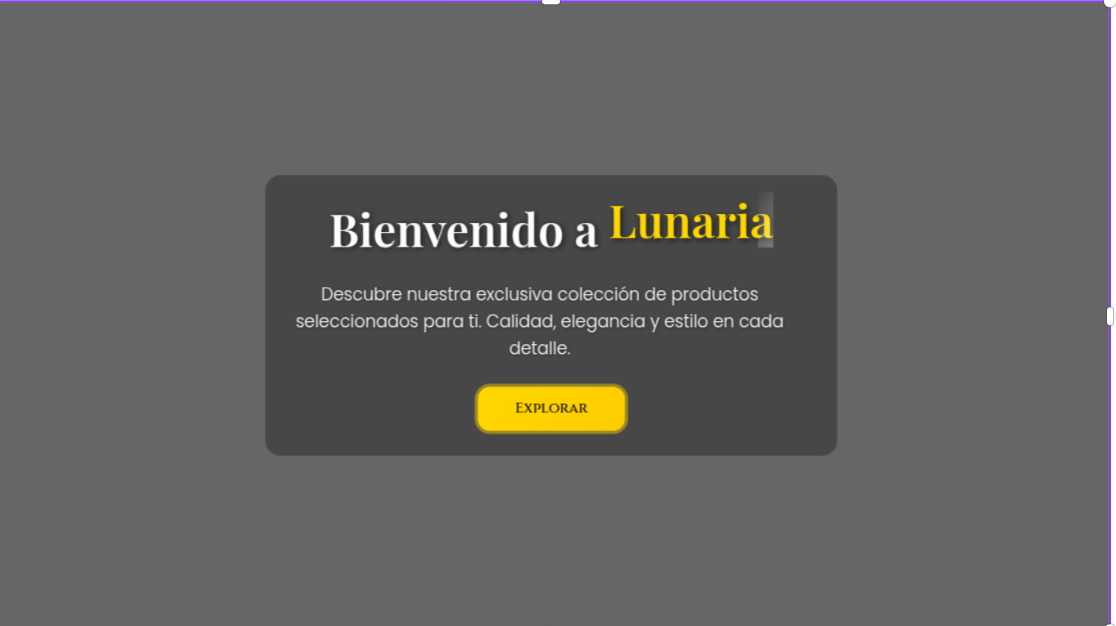 Bienvenido a Lunaria
Descubre nuestra exclusiva colección de productos
seleccionados para ti. Calidad, elegancia y estilo en cada
detalle.
Explorar